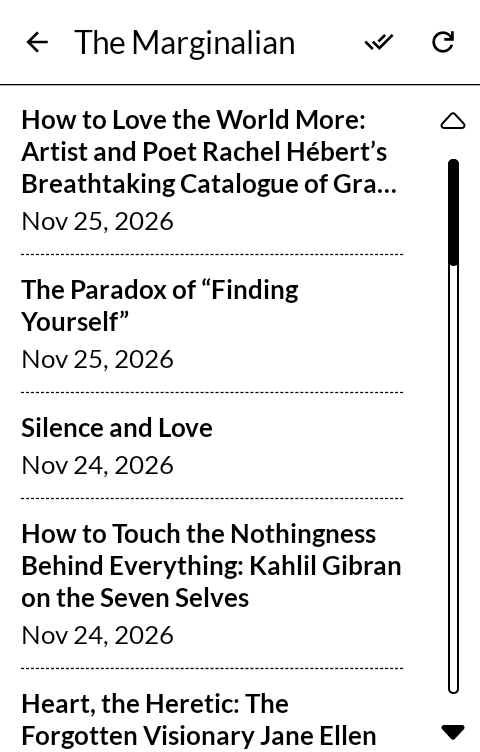 The Marginalian
How to Love the World More:
Artist and Poet Rachel Hébert’s
Breathtaking Catalogue of Gra…
Nov 25, 2026
The Paradox of “Finding
Yourself”
Nov 25, 2026
Silence and Love
Nov 24, 2026
How to Touch the Nothingness
Behind Everything: Kahlil Gibran
on the Seven Selves
Nov 24, 2026
Heart, the Heretic: The
Forgotten Visionary Jane Ellen